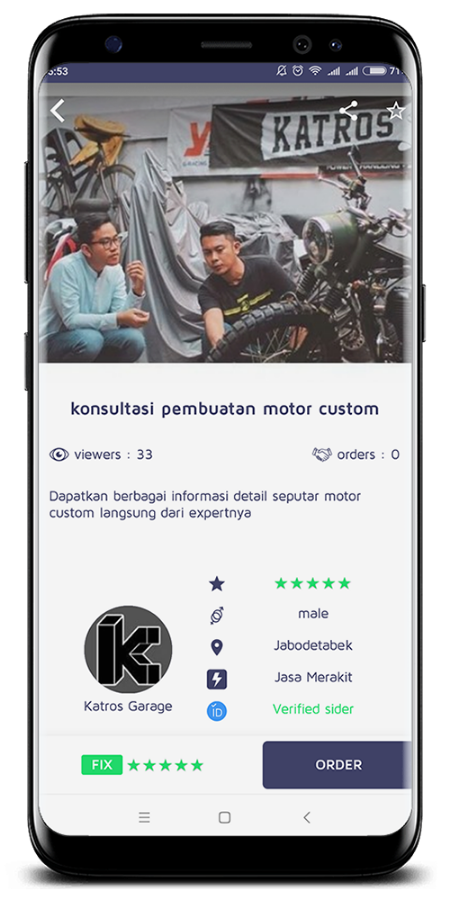 5:53
71
KATROS
konsultasi pembuatan motor custom
viewers : 33
orders : 0
Dapatkan berbagai informasi detail seputar motor
custom langsung dari expertnya
male
Jabodetabek
Jasa Merakit
Katros Garage
iD
Verified sider
FIX
ORDER